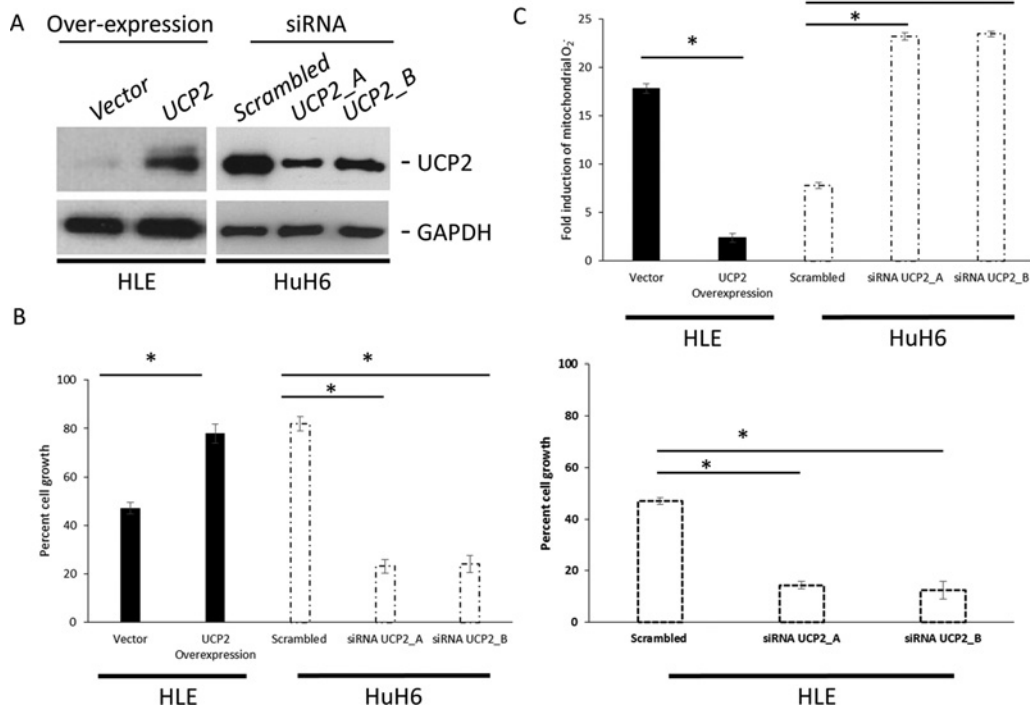 A
Over-expression
siRNA
Vector
UCP2
Scrambled
UCP2_A
UCP2_B
- UCP2
- GAPDH
HLE
HuH6
B
*
*
*
100
80
60
40
20
0
Percent cell growth
Vector
UCP2
Overexpression
Scrambled
siRNA UCP2_A
siRNA UCP2_B
HLE
HuH6
C
*
*
25
20
15
10
5
0
Fold induction of mitochondrial O₂⁻
Vector
UCP2
Overexpression
Scrambled
siRNA UCP2_A
siRNA UCP2_B
HLE
HuH6
100
80
60
40
20
0
Percent cell growth
*
*
Scrambled
siRNA UCP2_A
siRNA UCP2_B
HLE